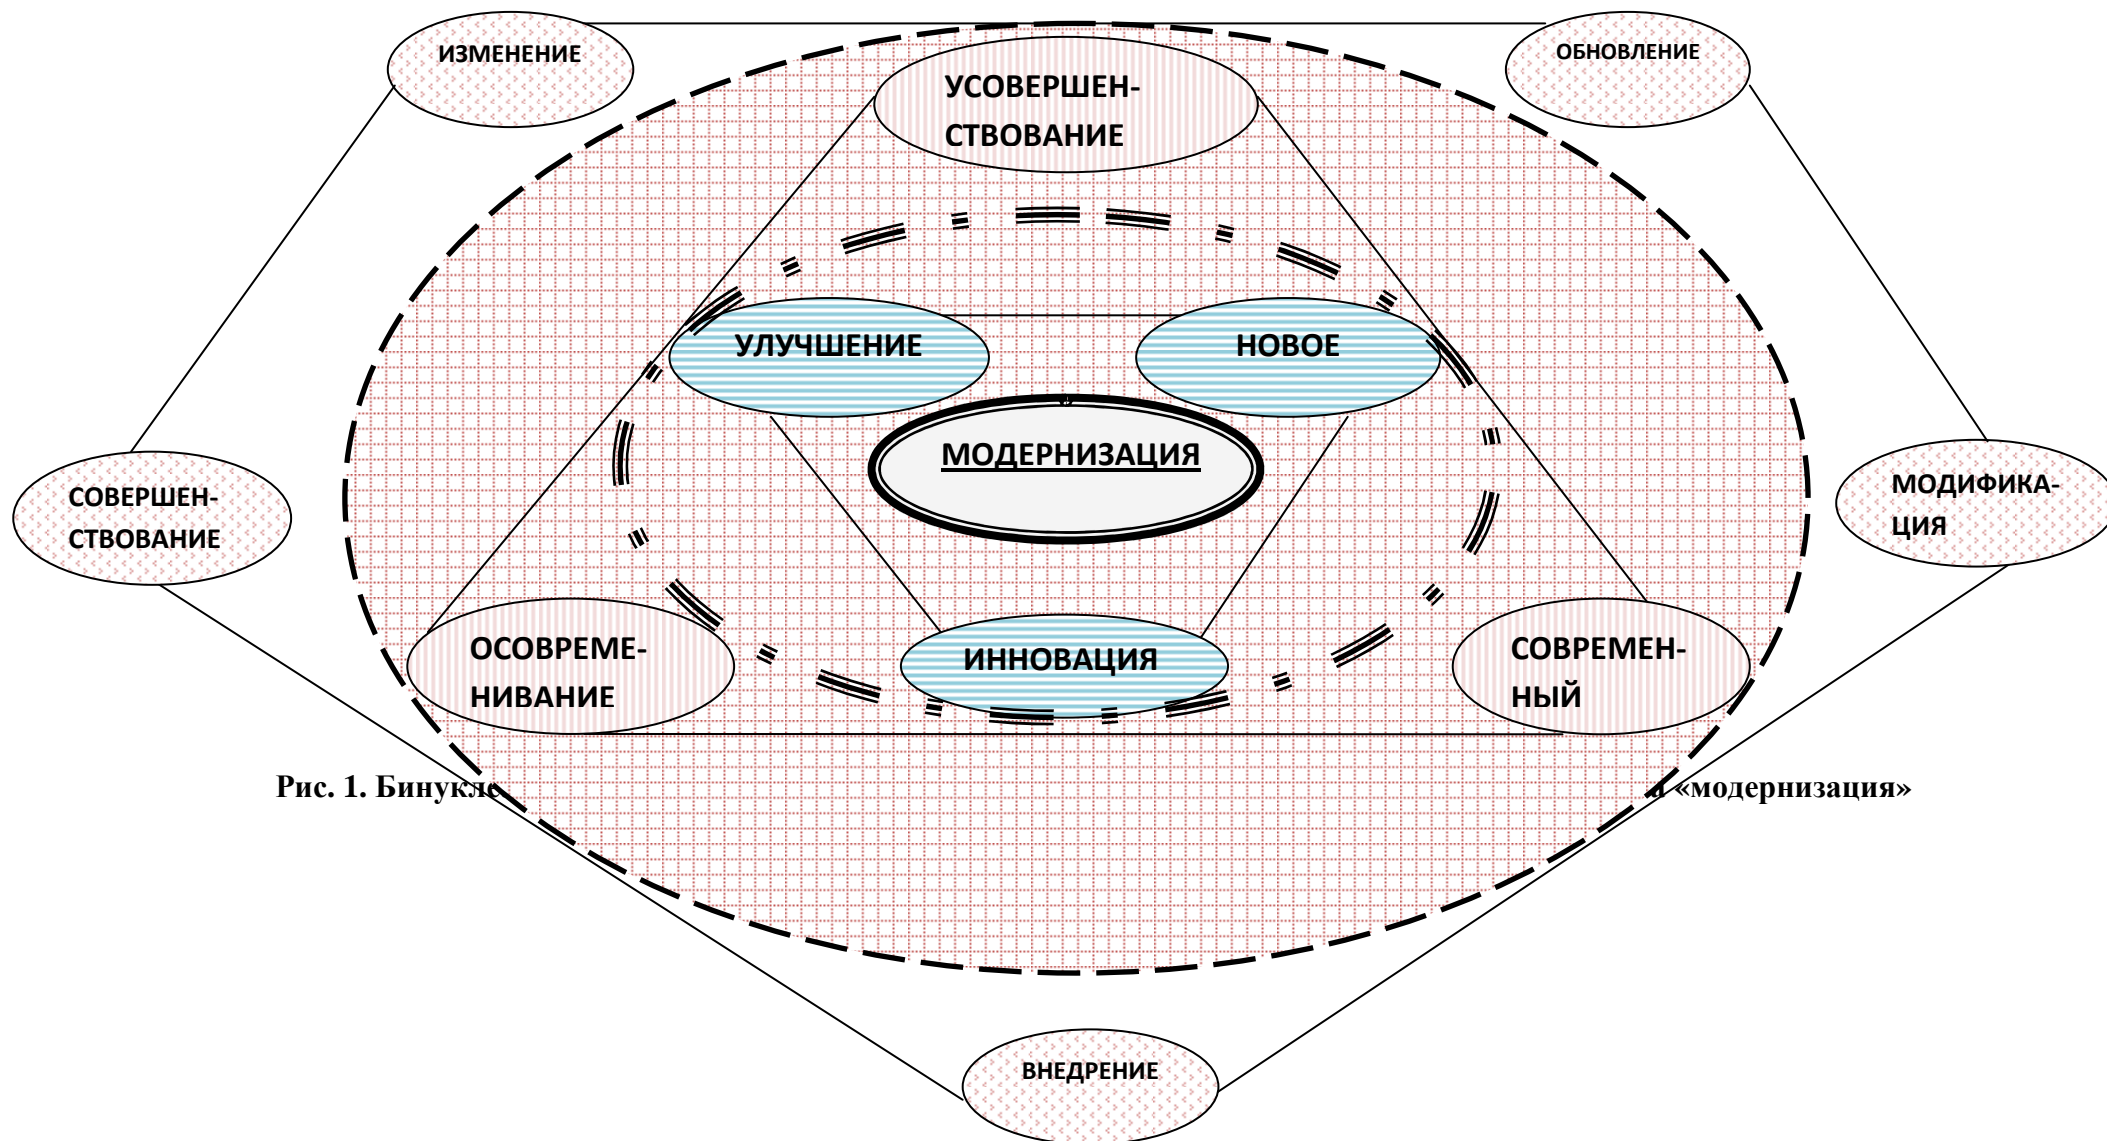 ИЗМЕНЕНИЕ
ОБНОВЛЕНИЕ
УСОВЕРШЕН-
СТВОВАНИЕ
УЛУЧШЕНИЕ
НОВОЕ
МОДЕРНИЗАЦИЯ
СОВЕРШЕН-
СТВОВАНИЕ
МОДИФИКА-
ЦИЯ
ОСОВРЕМЕ-
НИВАНИЕ
ИННОВАЦИЯ
СОВРЕМЕН-
НЫЙ
Рис. 1. «модернизация»
ВНЕДРЕНИЕ